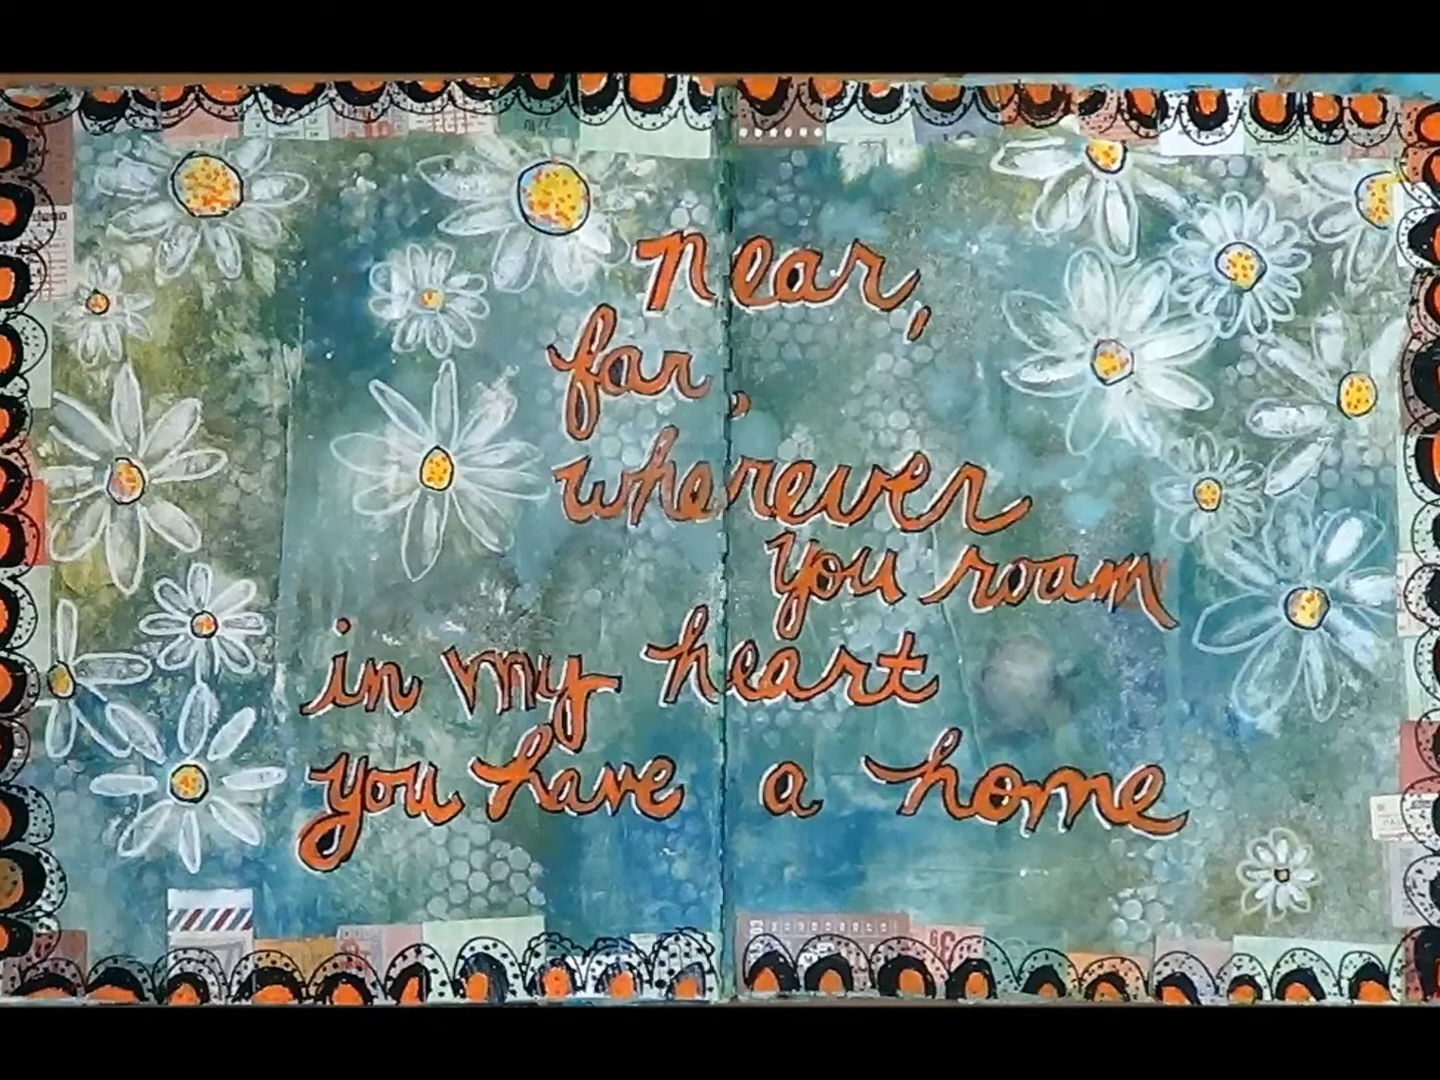 near,
far,
wherever
you roam
in my heart
you have a home